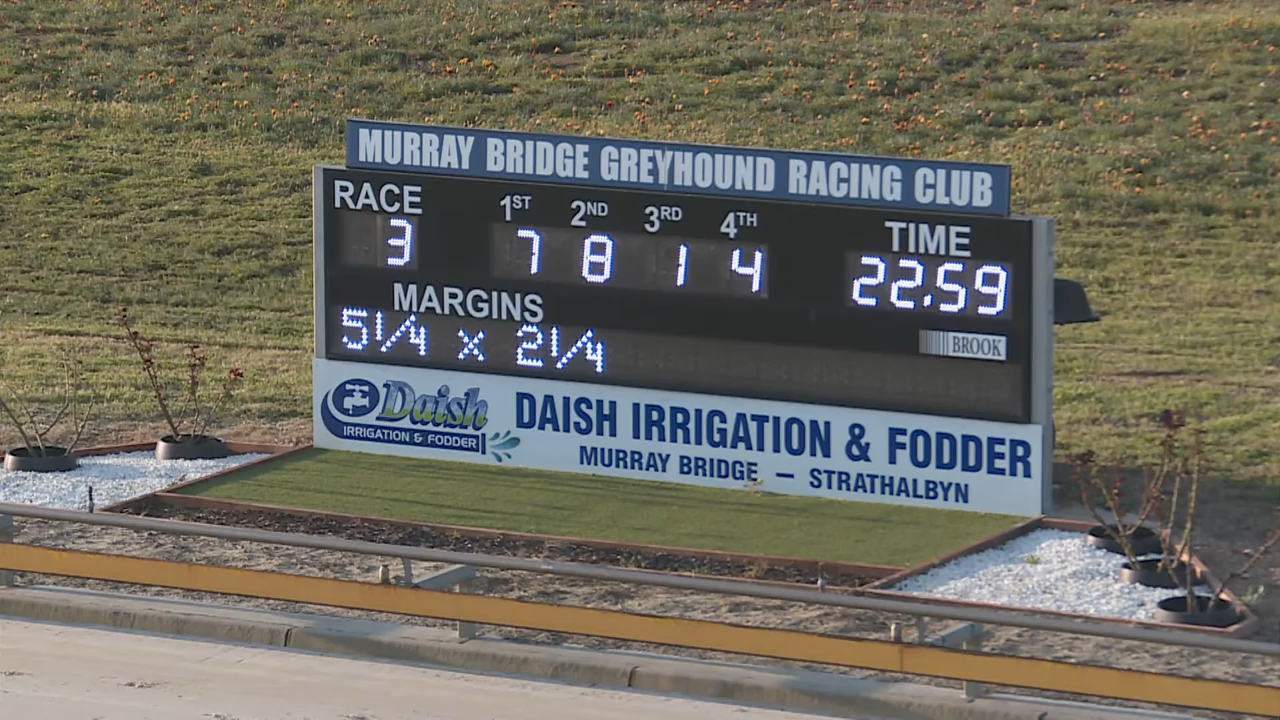 MURRAY BRIDGE GREYHOUND RACING CLUB
RACE 1ST 2ND 3RD 4TH TIME
3 7 8 1 4 22.59
MARGINS
5 1/4 x 2 1/4
BROOK
Daish
IRRIGATION & FODDER
DAISH IRRIGATION & FODDER
MURRAY BRIDGE – STRATHALBYN